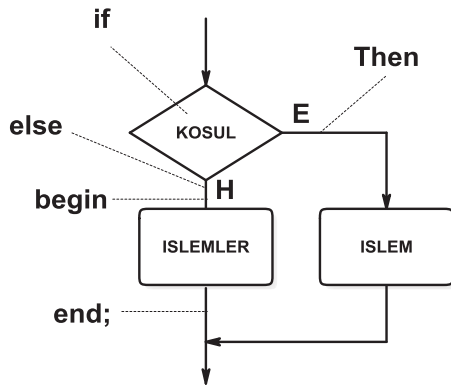 if
Then
E
KOSUL
else
H
begin
ISLEMLER
ISLEM
end;